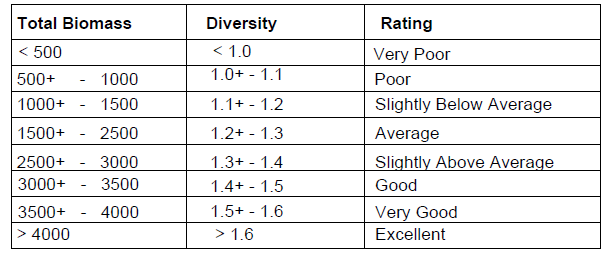 Total Biomass Diversity Rating
< 500 < 1.0 Very Poor
500+ - 1000 1.0+ - 1.1 Poor
1000+ - 1500 1.1+ - 1.2 Slightly Below Average
1500+ - 2500 1.2+ - 1.3 Average
2500+ - 3000 1.3+ - 1.4 Slightly Above Average
3000+ - 3500 1.4+ - 1.5 Good
3500+ - 4000 1.5+ - 1.6 Very Good
> 4000 > 1.6 Excellent